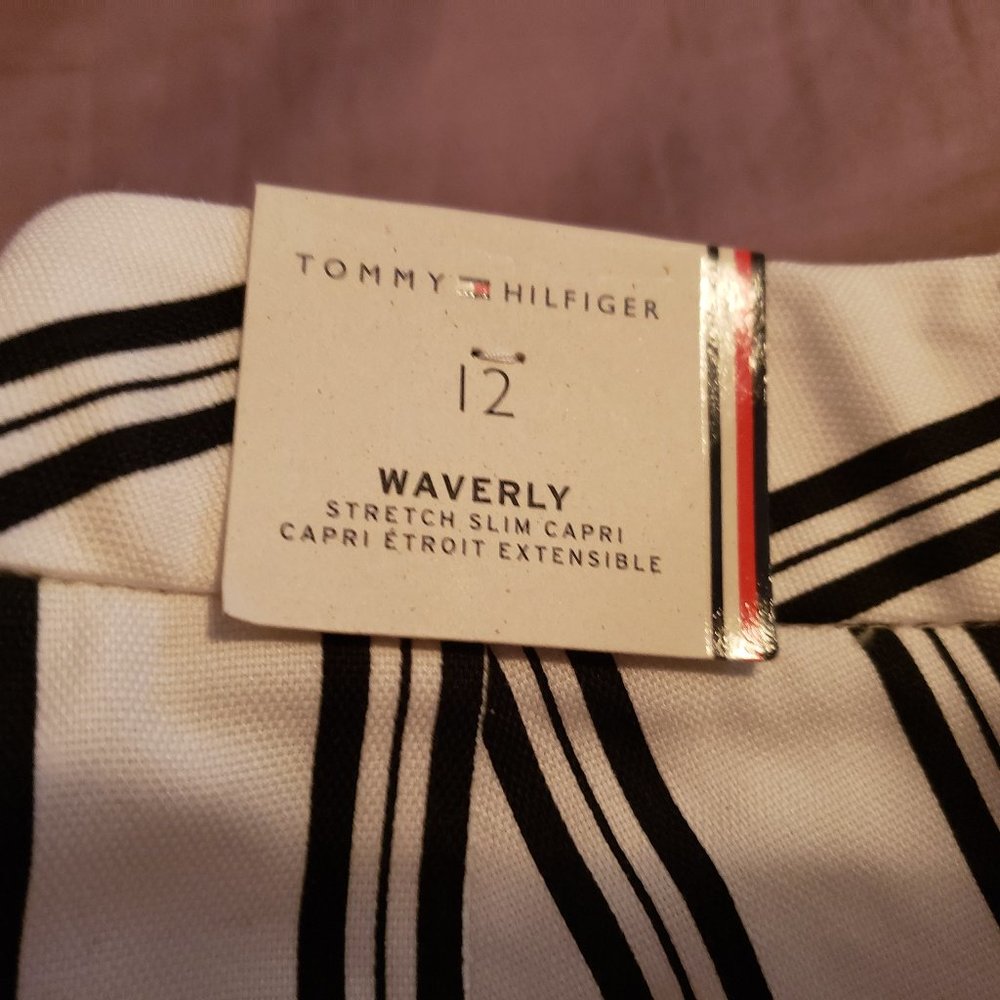 TOMMY HILFIGER
12
WAVERLY
STRETCH SLIM CAPRI
CAPRI ÉTROIT EXTENSIBLE